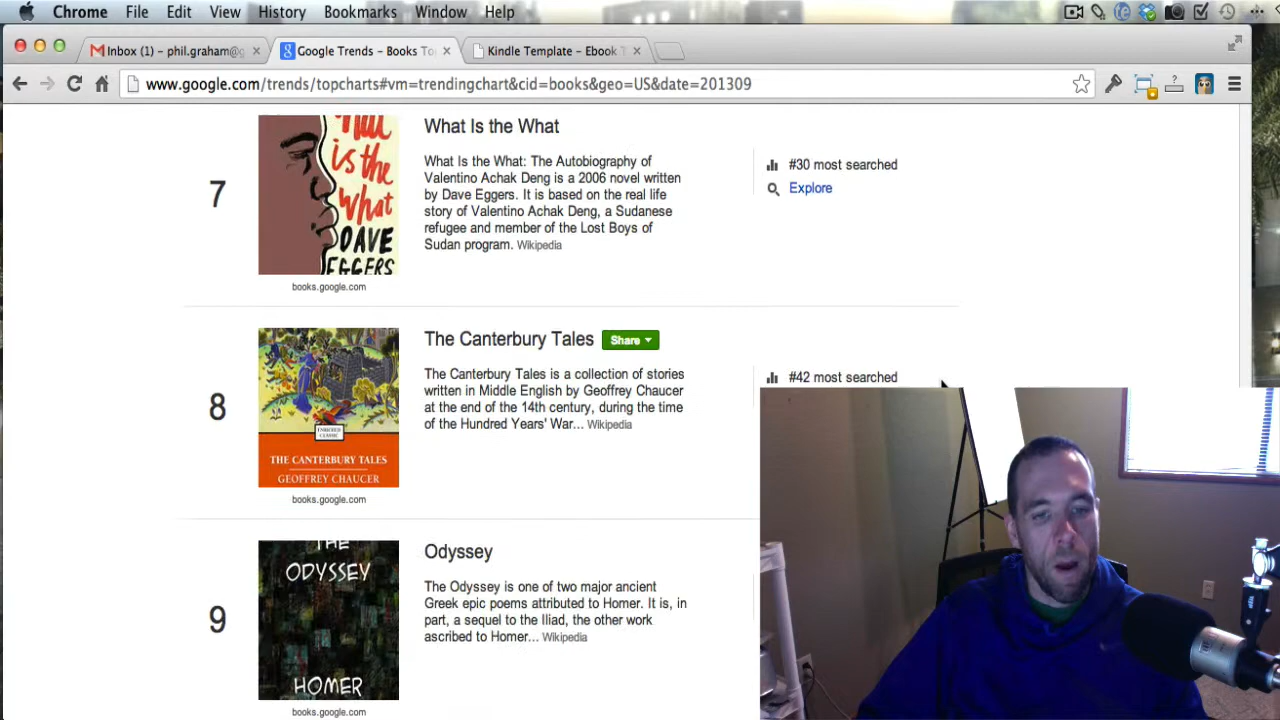 Chrome File Edit View History Bookmarks Window Help
Inbox (1) - phil.graham@g
Google Trends - Books To
Kindle Template - Ebook T
www.google.com/trends/topcharts#vm=trendingchart&cid=books&geo=US&date=201309
7
is the
What
DAVE
EGGERS
books.google.com
What Is the What
What Is the What: The Autobiography of
Valentino Achak Deng is a 2006 novel written
by Dave Eggers. It is based on the real life
story of Valentino Achak Deng, a Sudanese
refugee and member of the Lost Boys of
Sudan program. Wikipedia
#30 most searched
Explore
8
ENRICHED
CLASSIC
THE CANTERBURY TALES
GEOFFREY CHAUCER
books.google.com
The Canterbury Tales Share
The Canterbury Tales is a collection of stories
written in Middle English by Geoffrey Chaucer
at the end of the 14th century, during the time
of the Hundred Years' War... Wikipedia
#42 most searched
9
THE
ODYSSEY
HOMER
books.google.com
Odyssey
The Odyssey is one of two major ancient
Greek epic poems attributed to Homer. It is, in
part, a sequel to the Iliad, the other work
ascribed to Homer... Wikipedia